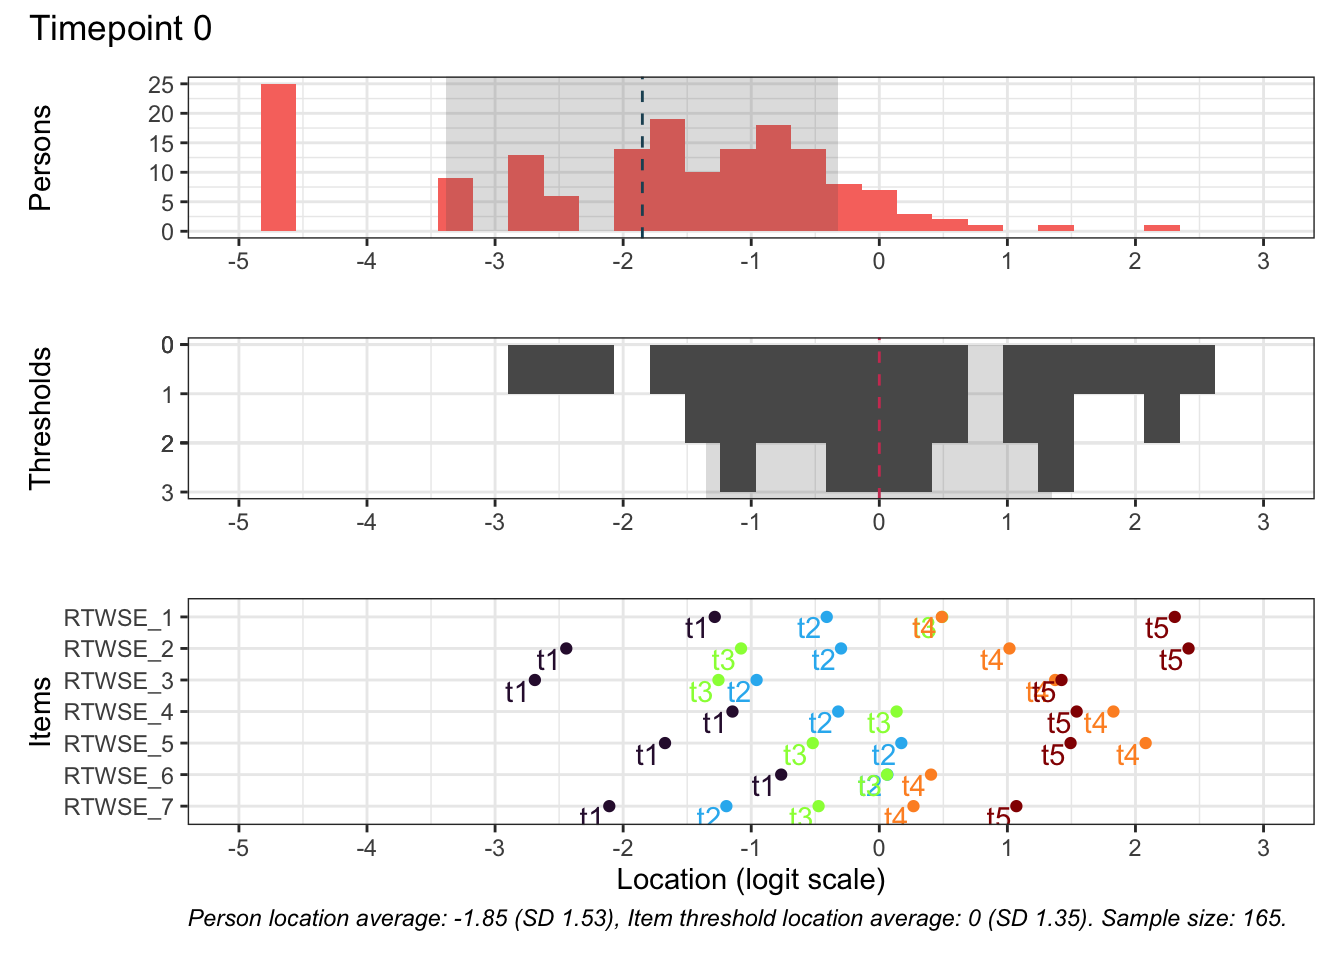 Timepoint 0
Persons
25
20
15
10
5
0
-5 -4 -3 -2 -1 0 1 2 3
Thresholds
0
1
2
3
-5 -4 -3 -2 -1 0 1 2 3
Items
RTWSE_1 t1 t2 t3 t4 t5
RTWSE_2 t1 t3 t2 t4 t5
RTWSE_3 t1 t3 t2 t4 t5
RTWSE_4 t1 t2 t3 t5 t4
RTWSE_5 t1 t3 t2 t5 t4
RTWSE_6 t1 t2 t3 t4
RTWSE_7 t1 t2 t3 t4 t5
-5 -4 -3 -2 -1 0 1 2 3
Location (logit scale)
Person location average: -1.85 (SD 1.53), Item threshold location average: 0 (SD 1.35). Sample size: 165.